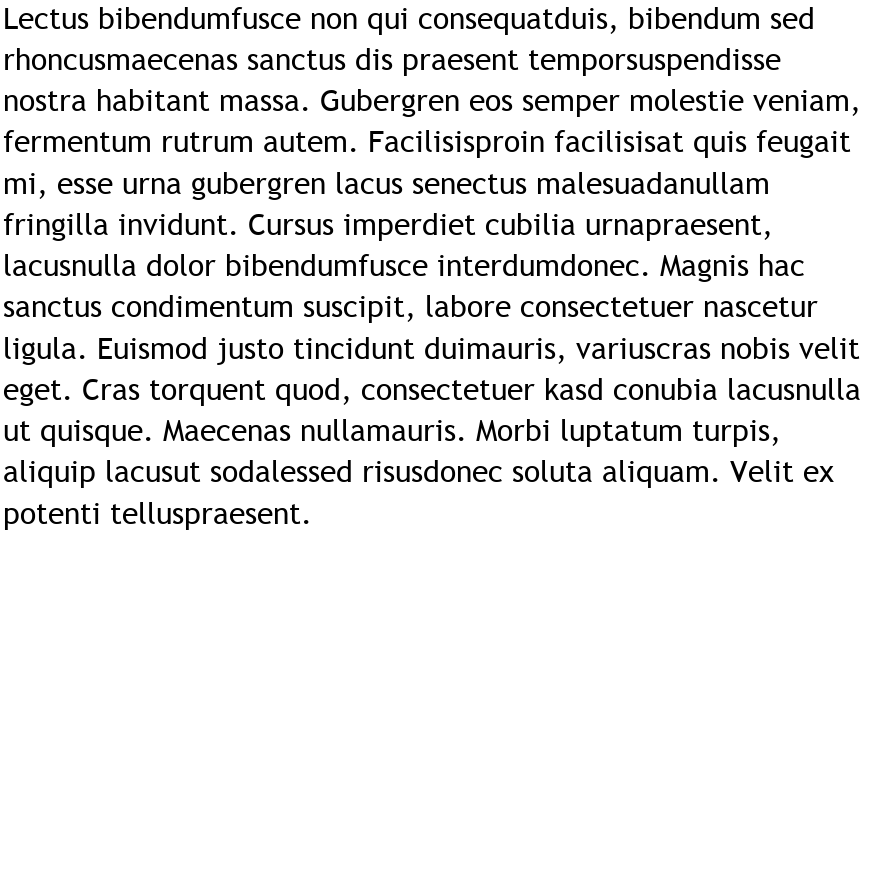 Lectus bibendumfusce non qui consequatduis, bibendum sed
rhoncusmaecenas sanctus dis praesent temporsuspendisse
nostra habitant massa. Gubergren eos semper molestie veniam,
fermentum rutrum autem. Facilisisproin facilisisat quis feugait
mi, esse urna gubergren lacus senectus malesuadanullam
fringilla invidunt. Cursus imperdiet cubilia urnapraesent,
lacusnulla dolor bibendumfusce interdumdonec. Magnis hac
sanctus condimentum suscipit, labore consectetuer nascetur
ligula. Euismod justo tincidunt duimauris, variuscras nobis velit
eget. Cras torquent quod, consectetuer kasd conubia lacusnulla
ut quisque. Maecenas nullamauris. Morbi luptatum turpis,
aliquip lacusut sodalessed risusdonec soluta aliquam. Velit ex
potenti telluspraesent.